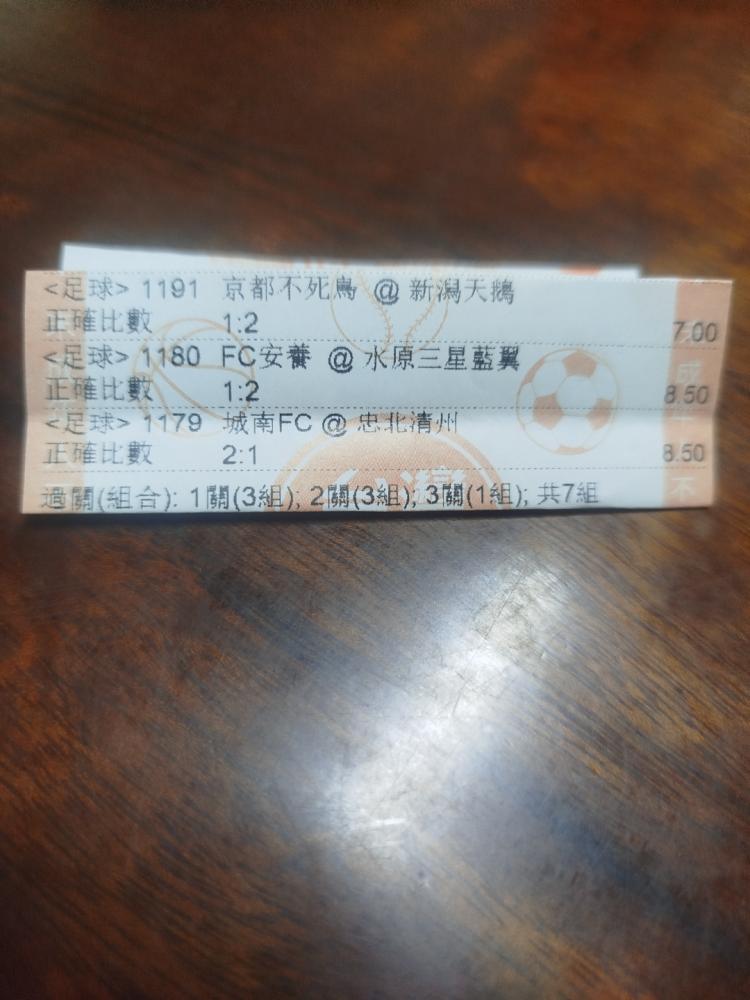 <足球> 1191 京都不死鳥 @ 新潟天鵝
正確比數 1:2 7.00
<足球> 1180 FC安養 @ 水原三星藍翼
正確比數 1:2 8.50
<足球> 1179 城南FC @ 忠北清州
正確比數 2:1 8.50
過關(組合): 1關(3組); 2關(3組); 3關(1組); 共7組